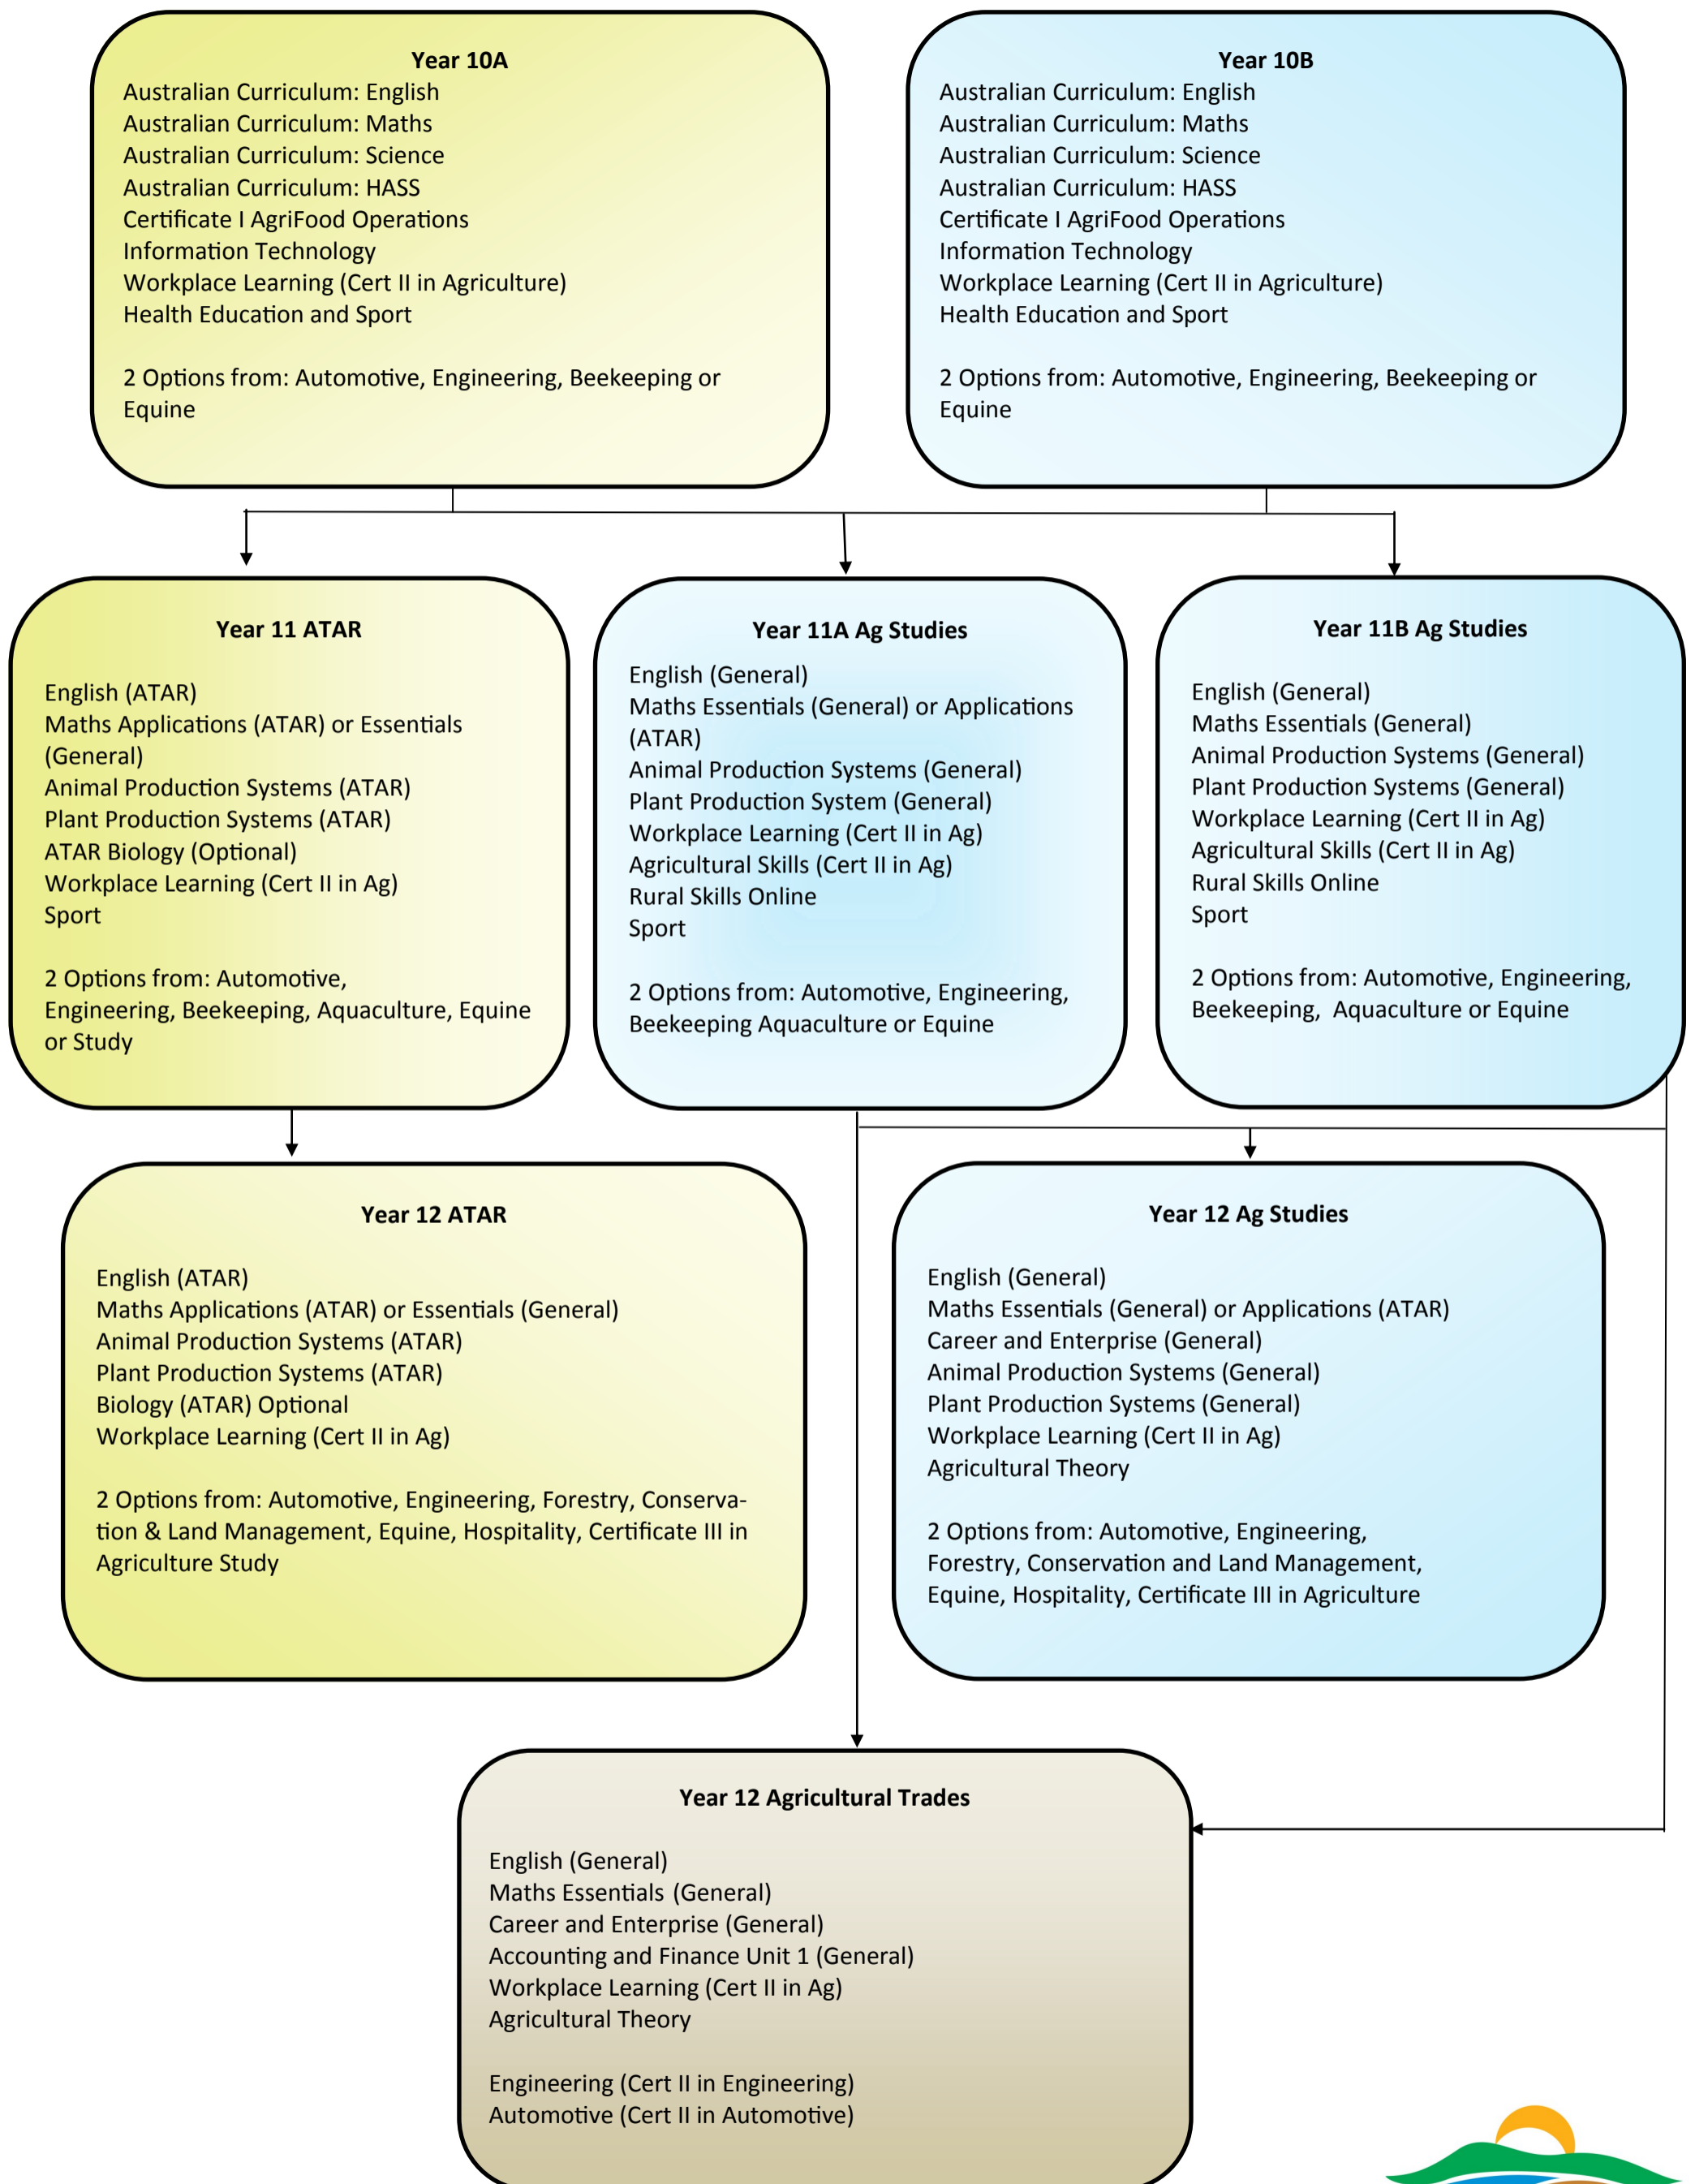 Year 10A
Australian Curriculum: English
Australian Curriculum: Maths
Australian Curriculum: Science
Australian Curriculum: HASS
Certificate I AgriFood Operations
Information Technology
Workplace Learning (Cert II in Agriculture)
Health Education and Sport
2 Options from: Automotive, Engineering, Beekeeping or
Equine
Year 10B
Australian Curriculum: English
Australian Curriculum: Maths
Australian Curriculum: Science
Australian Curriculum: HASS
Certificate I AgriFood Operations
Information Technology
Workplace Learning (Cert II in Agriculture)
Health Education and Sport
2 Options from: Automotive, Engineering, Beekeeping or
Equine
Year 11 ATAR
English (ATAR)
Maths Applications (ATAR) or Essentials
(General)
Animal Production Systems (ATAR)
Plant Production Systems (ATAR)
ATAR Biology (Optional)
Workplace Learning (Cert II in Ag)
Sport
2 Options from: Automotive,
Engineering, Beekeeping, Aquaculture, Equine
or Study
Year 11A Ag Studies
English (General)
Maths Essentials (General) or Applications
(ATAR)
Animal Production Systems (General)
Plant Production System (General)
Workplace Learning (Cert II in Ag)
Agricultural Skills (Cert II in Ag)
Rural Skills Online
Sport
2 Options from: Automotive, Engineering,
Beekeeping Aquaculture or Equine
Year 11B Ag Studies
English (General)
Maths Essentials (General)
Animal Production Systems (General)
Plant Production Systems (General)
Workplace Learning (Cert II in Ag)
Agricultural Skills (Cert II in Ag)
Rural Skills Online
Sport
2 Options from: Automotive, Engineering,
Beekeeping, Aquaculture or Equine
Year 12 ATAR
English (ATAR)
Maths Applications (ATAR) or Essentials (General)
Animal Production Systems (ATAR)
Plant Production Systems (ATAR)
Biology (ATAR) Optional
Workplace Learning (Cert II in Ag)
2 Options from: Automotive, Engineering, Forestry, Conserva-
tion & Land Management, Equine, Hospitality, Certificate III in
Agriculture Study
Year 12 Ag Studies
English (General)
Maths Essentials (General) or Applications (ATAR)
Career and Enterprise (General)
Animal Production Systems (General)
Plant Production Systems (General)
Workplace Learning (Cert II in Ag)
Agricultural Theory
2 Options from: Automotive, Engineering,
Forestry, Conservation and Land Management,
Equine, Hospitality, Certificate III in Agriculture
Year 12 Agricultural Trades
English (General)
Maths Essentials (General)
Career and Enterprise (General)
Accounting and Finance Unit 1 (General)
Workplace Learning (Cert II in Ag)
Agricultural Theory
Engineering (Cert II in Engineering)
Automotive (Cert II in Automotive)